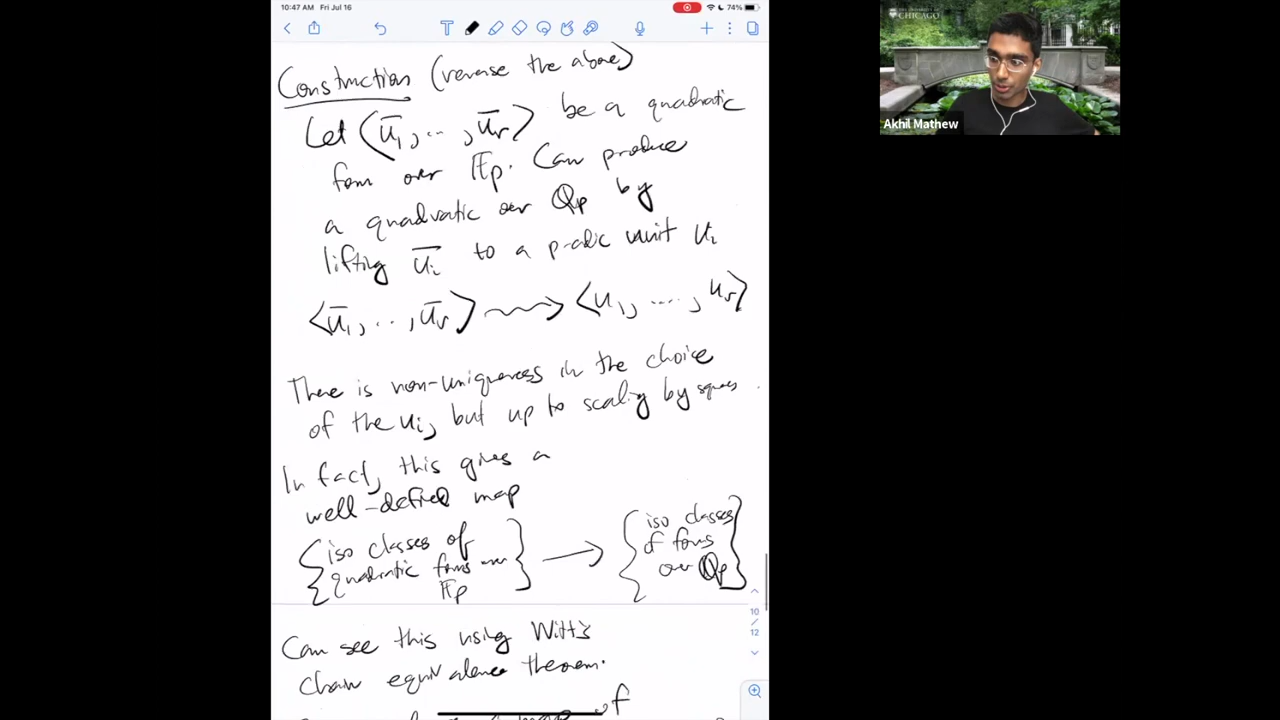 10:47 AM Fri Jul 16
74%
Construction (reverse the above)
Let ⟨ū₁, ..., ūᵣ⟩ be a quadratic
form over 𝔽p. Can produce
a quadratic over ℚp by
lifting ūᵢ to a p-adic unit uᵢ
⟨ū₁, ..., ūᵣ⟩ ⇝ ⟨u₁, ...., uᵣ⟩
There is non-uniqueness in the choice
of the uᵢ, but up to scaling by squares.
In fact, this gives a
well-defined map
{iso classes of quadratic forms over 𝔽p} → {iso classes of forms over ℚp}
10 / 12
Can see this using Witt's
chain equivalence theorem.
map of
CHICAGO
Akhil Mathew